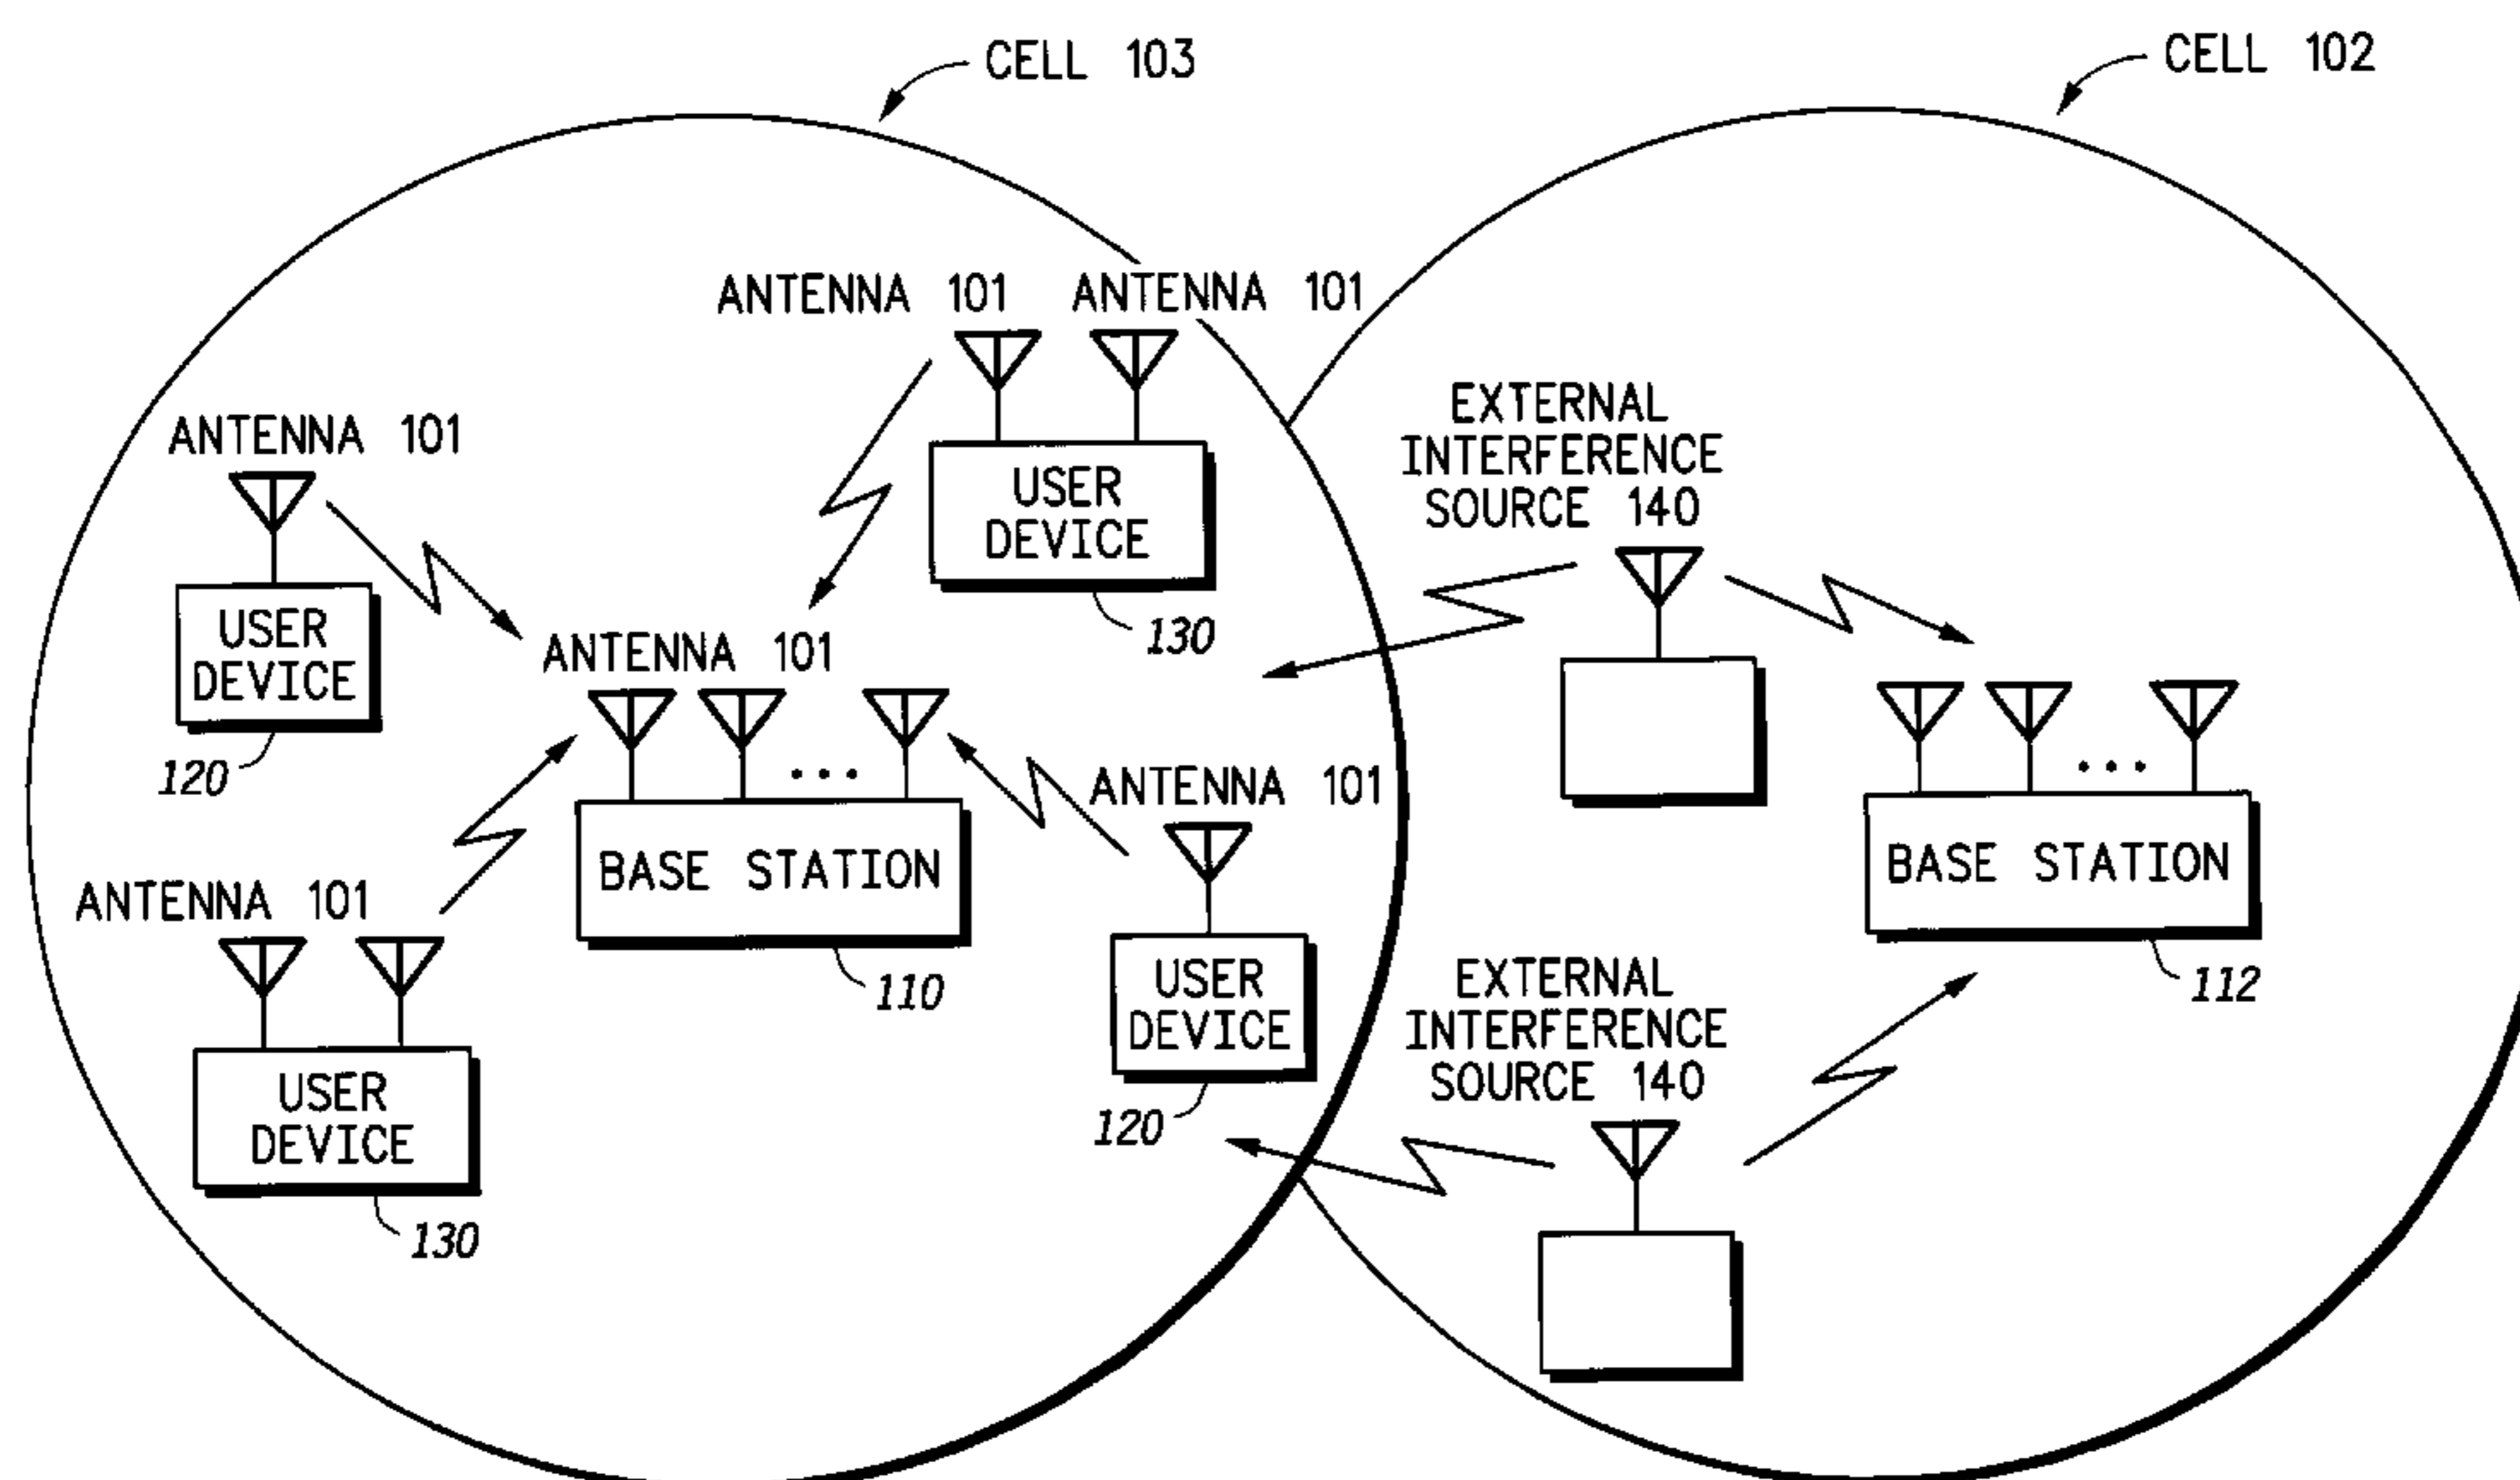 CELL 103
CELL 102
ANTENNA 101
ANTENNA 101
USER
DEVICE
130
ANTENNA 101
USER
DEVICE
120
ANTENNA 101
...
BASE STATION
110
ANTENNA 101
USER
DEVICE
130
ANTENNA 101
USER
DEVICE
120
EXTERNAL
INTERFERENCE
SOURCE 140
...
BASE STATION
112
EXTERNAL
INTERFERENCE
SOURCE 140